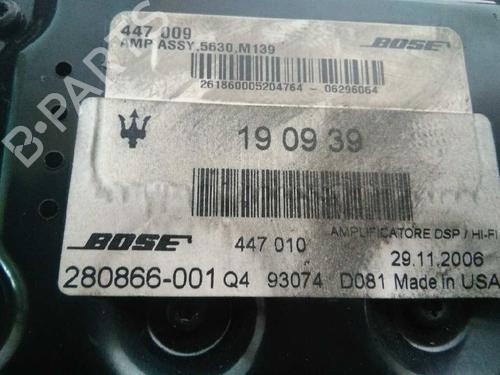 447 009
AMP ASSY,5630,M139
BOSE
261860005204764 - 06296064
19 09 39
BOSE
447 010
AMPLIFICATORE DSP / HI-FI
29.11.2006
280866-001 Q4 93074 D081 Made in USA
B-PARTS